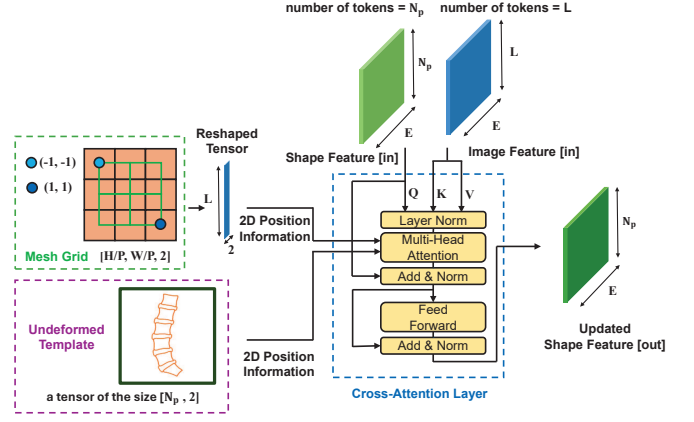 number of tokens = Np
number of tokens = L
Np
E
L
E
Shape Feature [in]
Image Feature [in]
(-1, -1)
(1, 1)
[H/P, W/P, 2]
Mesh Grid
Reshaped
Tensor
L
2
2D Position
Information
Q
K
V
Layer Norm
Multi-Head
Attention
Add & Norm
Feed
Forward
Add & Norm
Cross-Attention Layer
Np
E
Updated
Shape Feature [out]
Undeformed
Template
a tensor of the size [Np , 2]
2D Position
Information